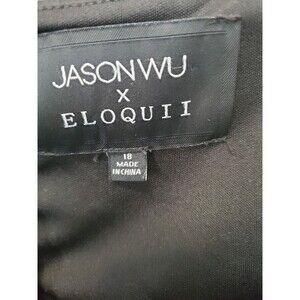 JASON WU
X
ELOQUII
18
MADE
IN CHINA